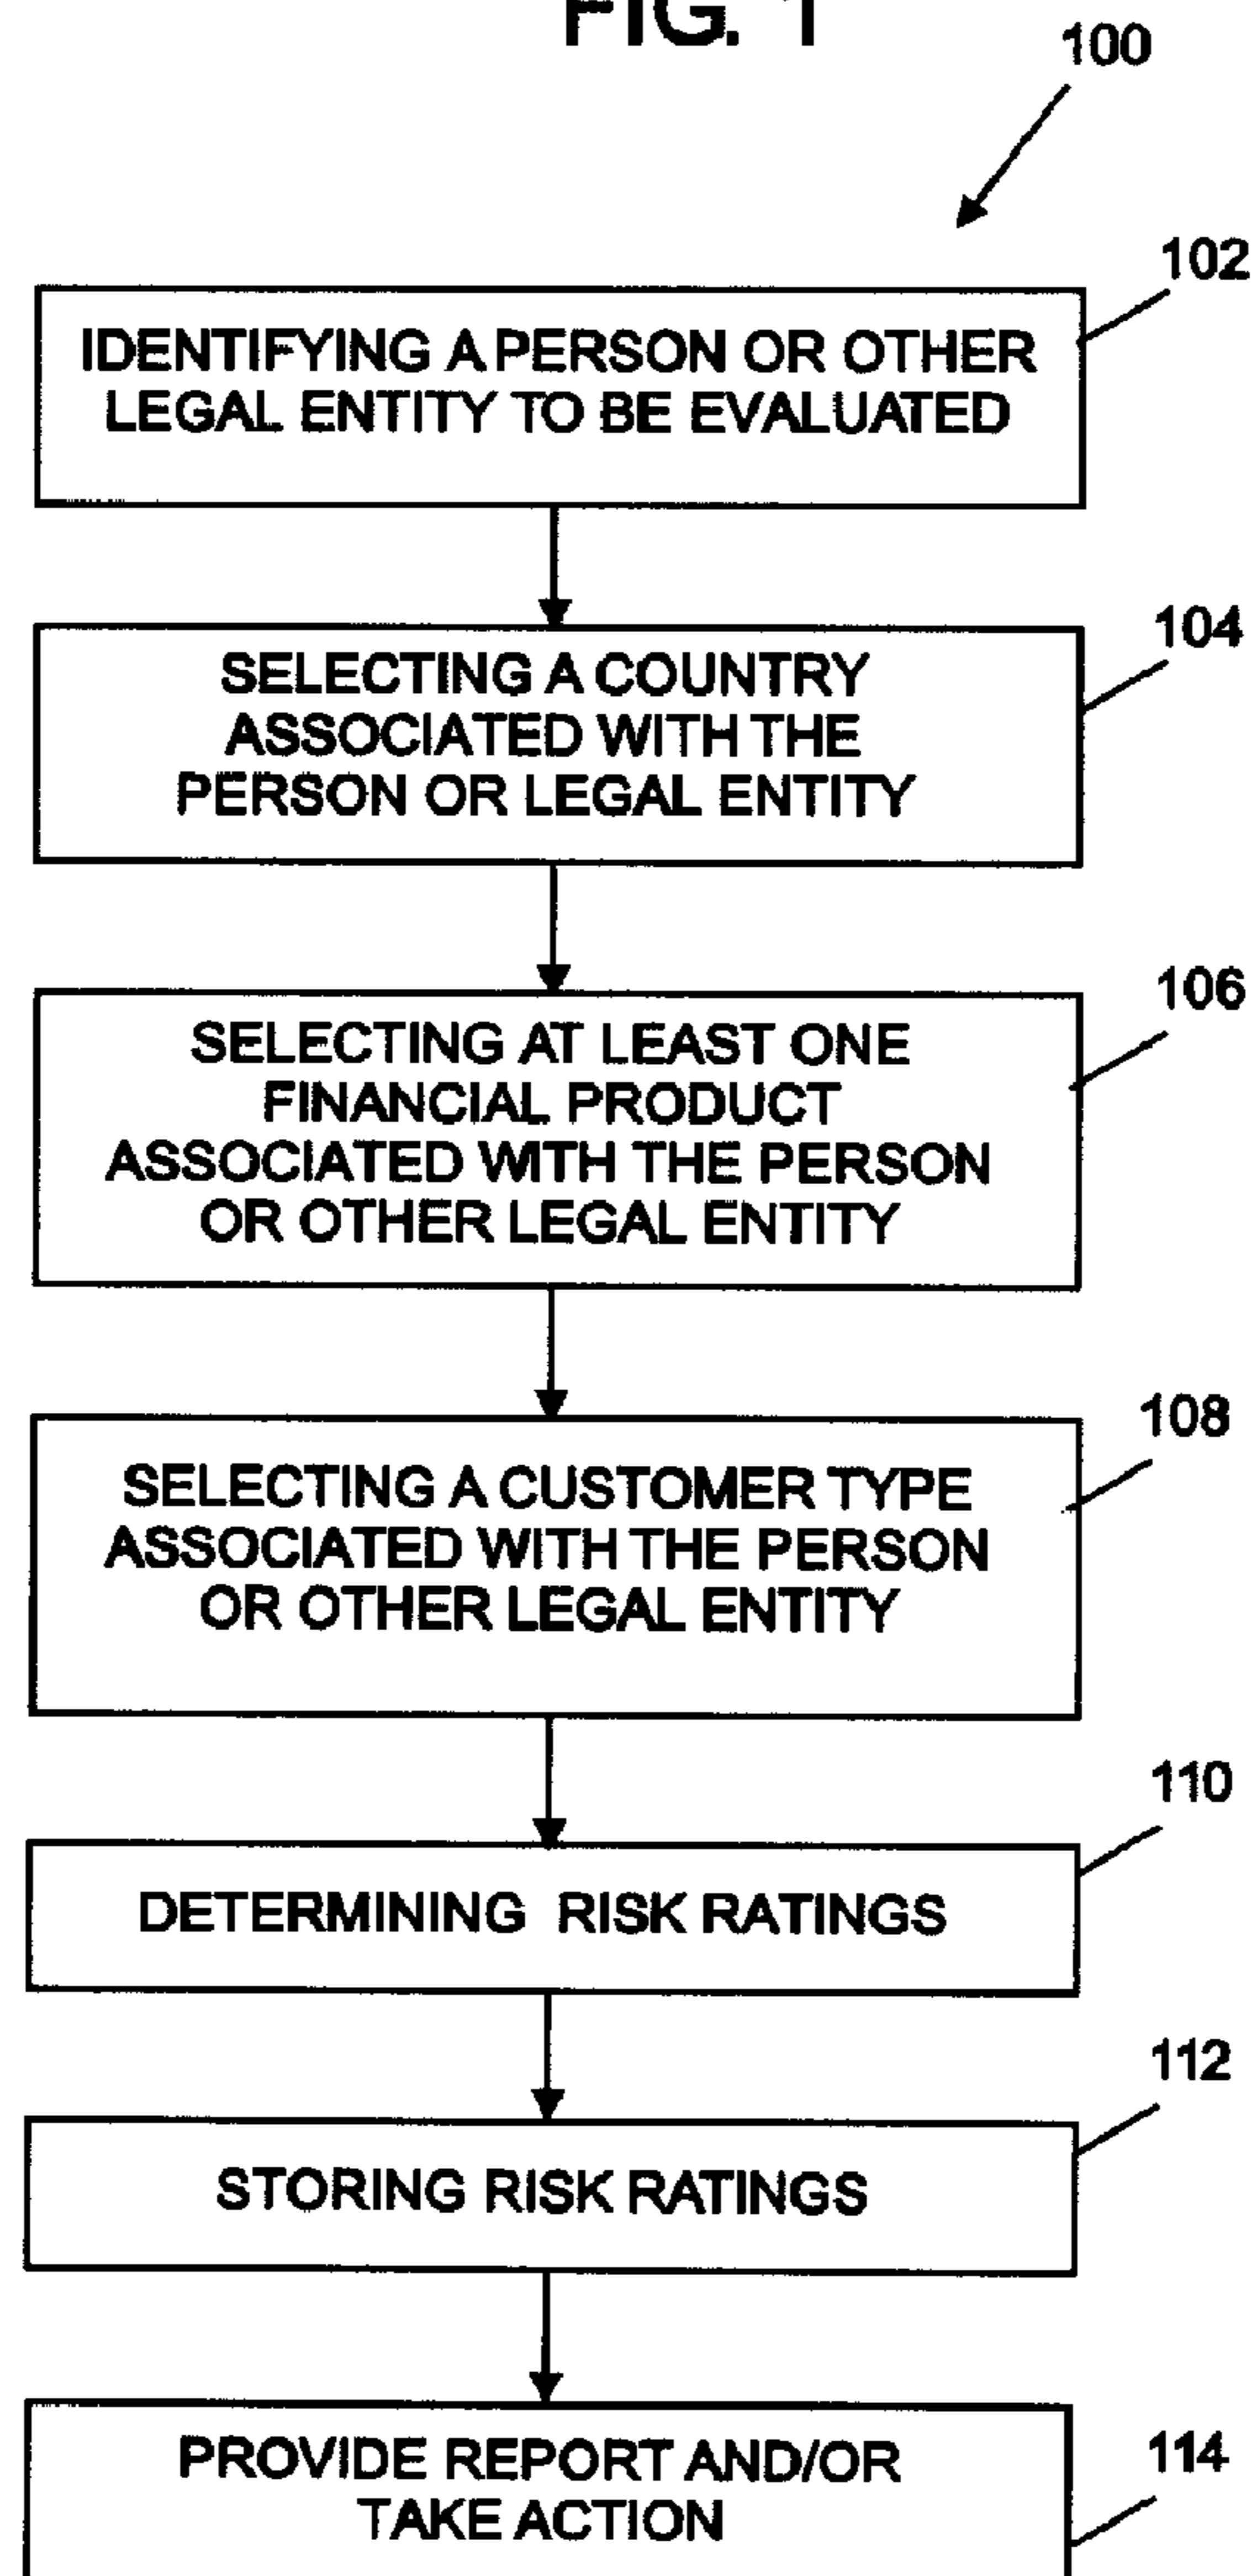 FIG. 1
100
102
IDENTIFYING A PERSON OR OTHER
LEGAL ENTITY TO BE EVALUATED
104
SELECTING A COUNTRY
ASSOCIATED WITH THE
PERSON OR LEGAL ENTITY
106
SELECTING AT LEAST ONE
FINANCIAL PRODUCT
ASSOCIATED WITH THE PERSON
OR OTHER LEGAL ENTITY
108
SELECTING A CUSTOMER TYPE
ASSOCIATED WITH THE PERSON
OR OTHER LEGAL ENTITY
110
DETERMINING RISK RATINGS
112
STORING RISK RATINGS
114
PROVIDE REPORT AND/OR
TAKE ACTION